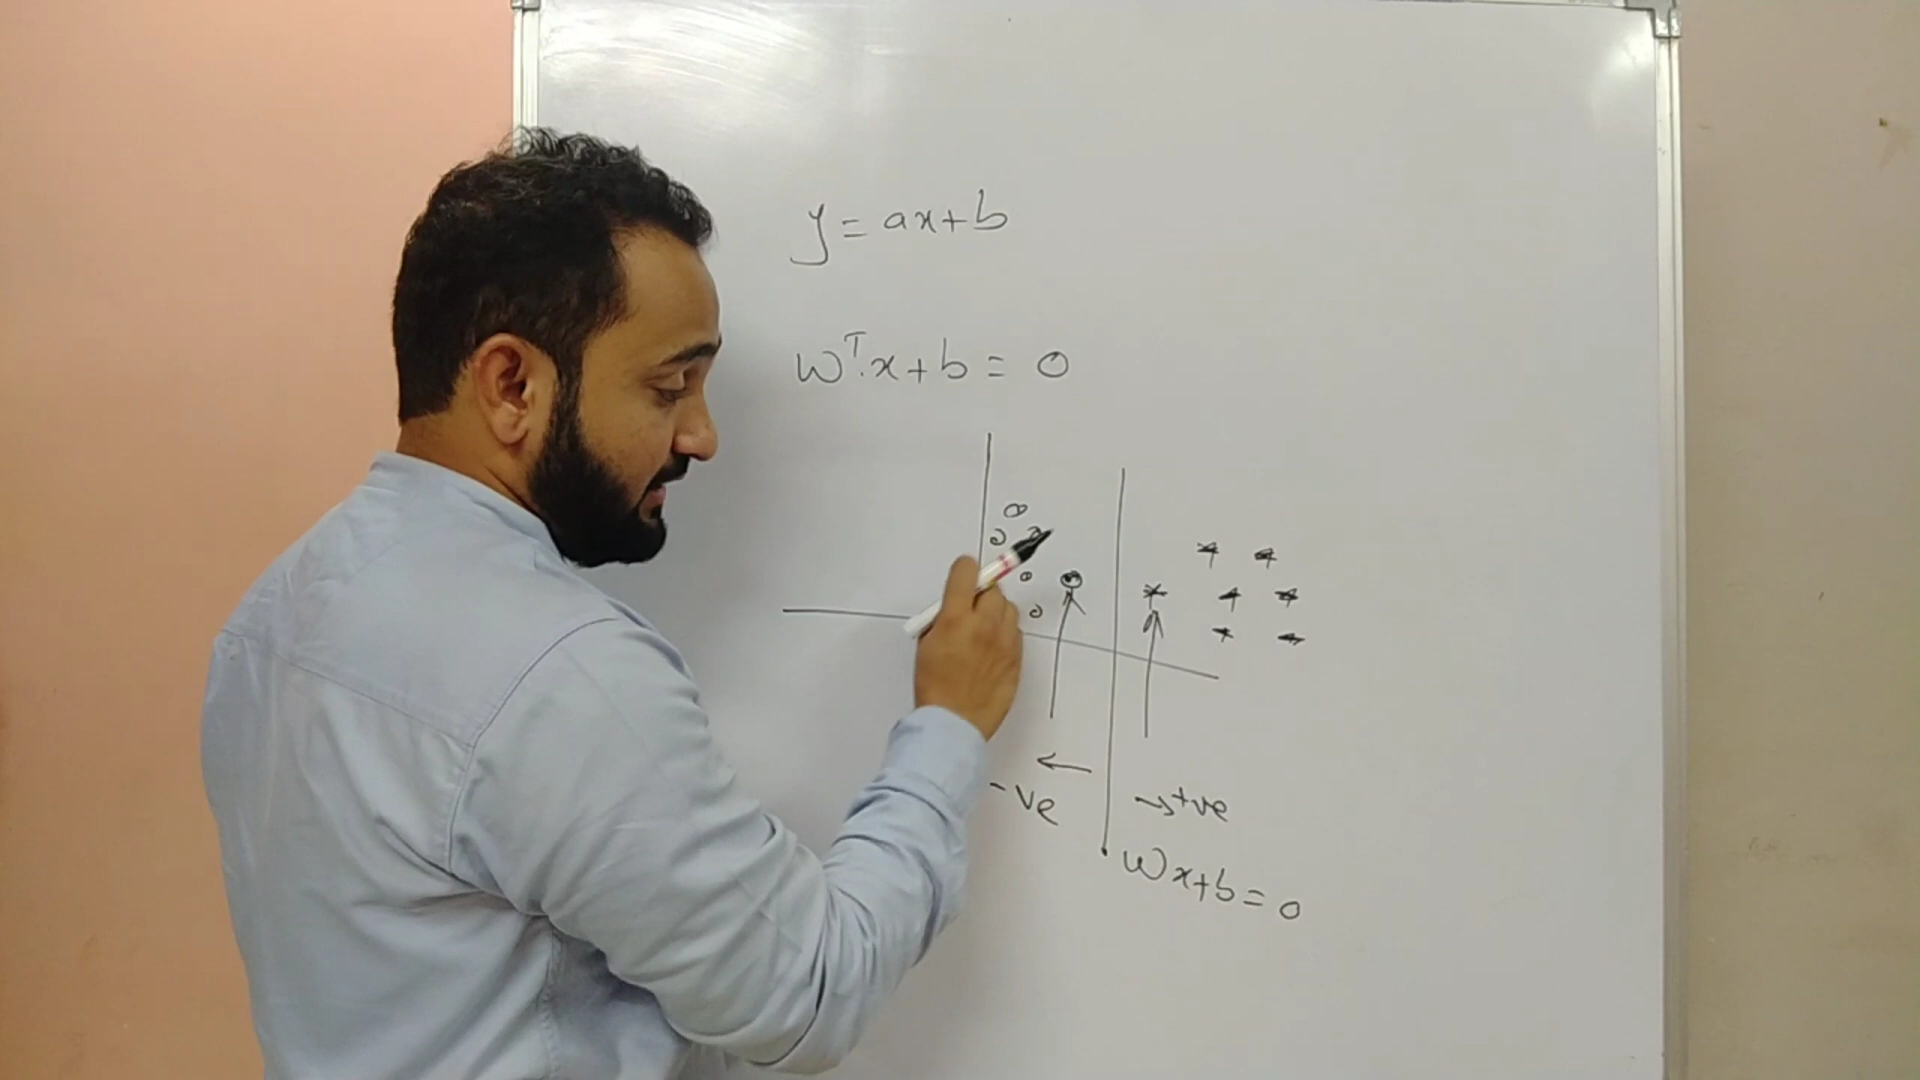 y = ax+b
wᵀ.x+b = 0
← →+ve
-ve
wx+b=0